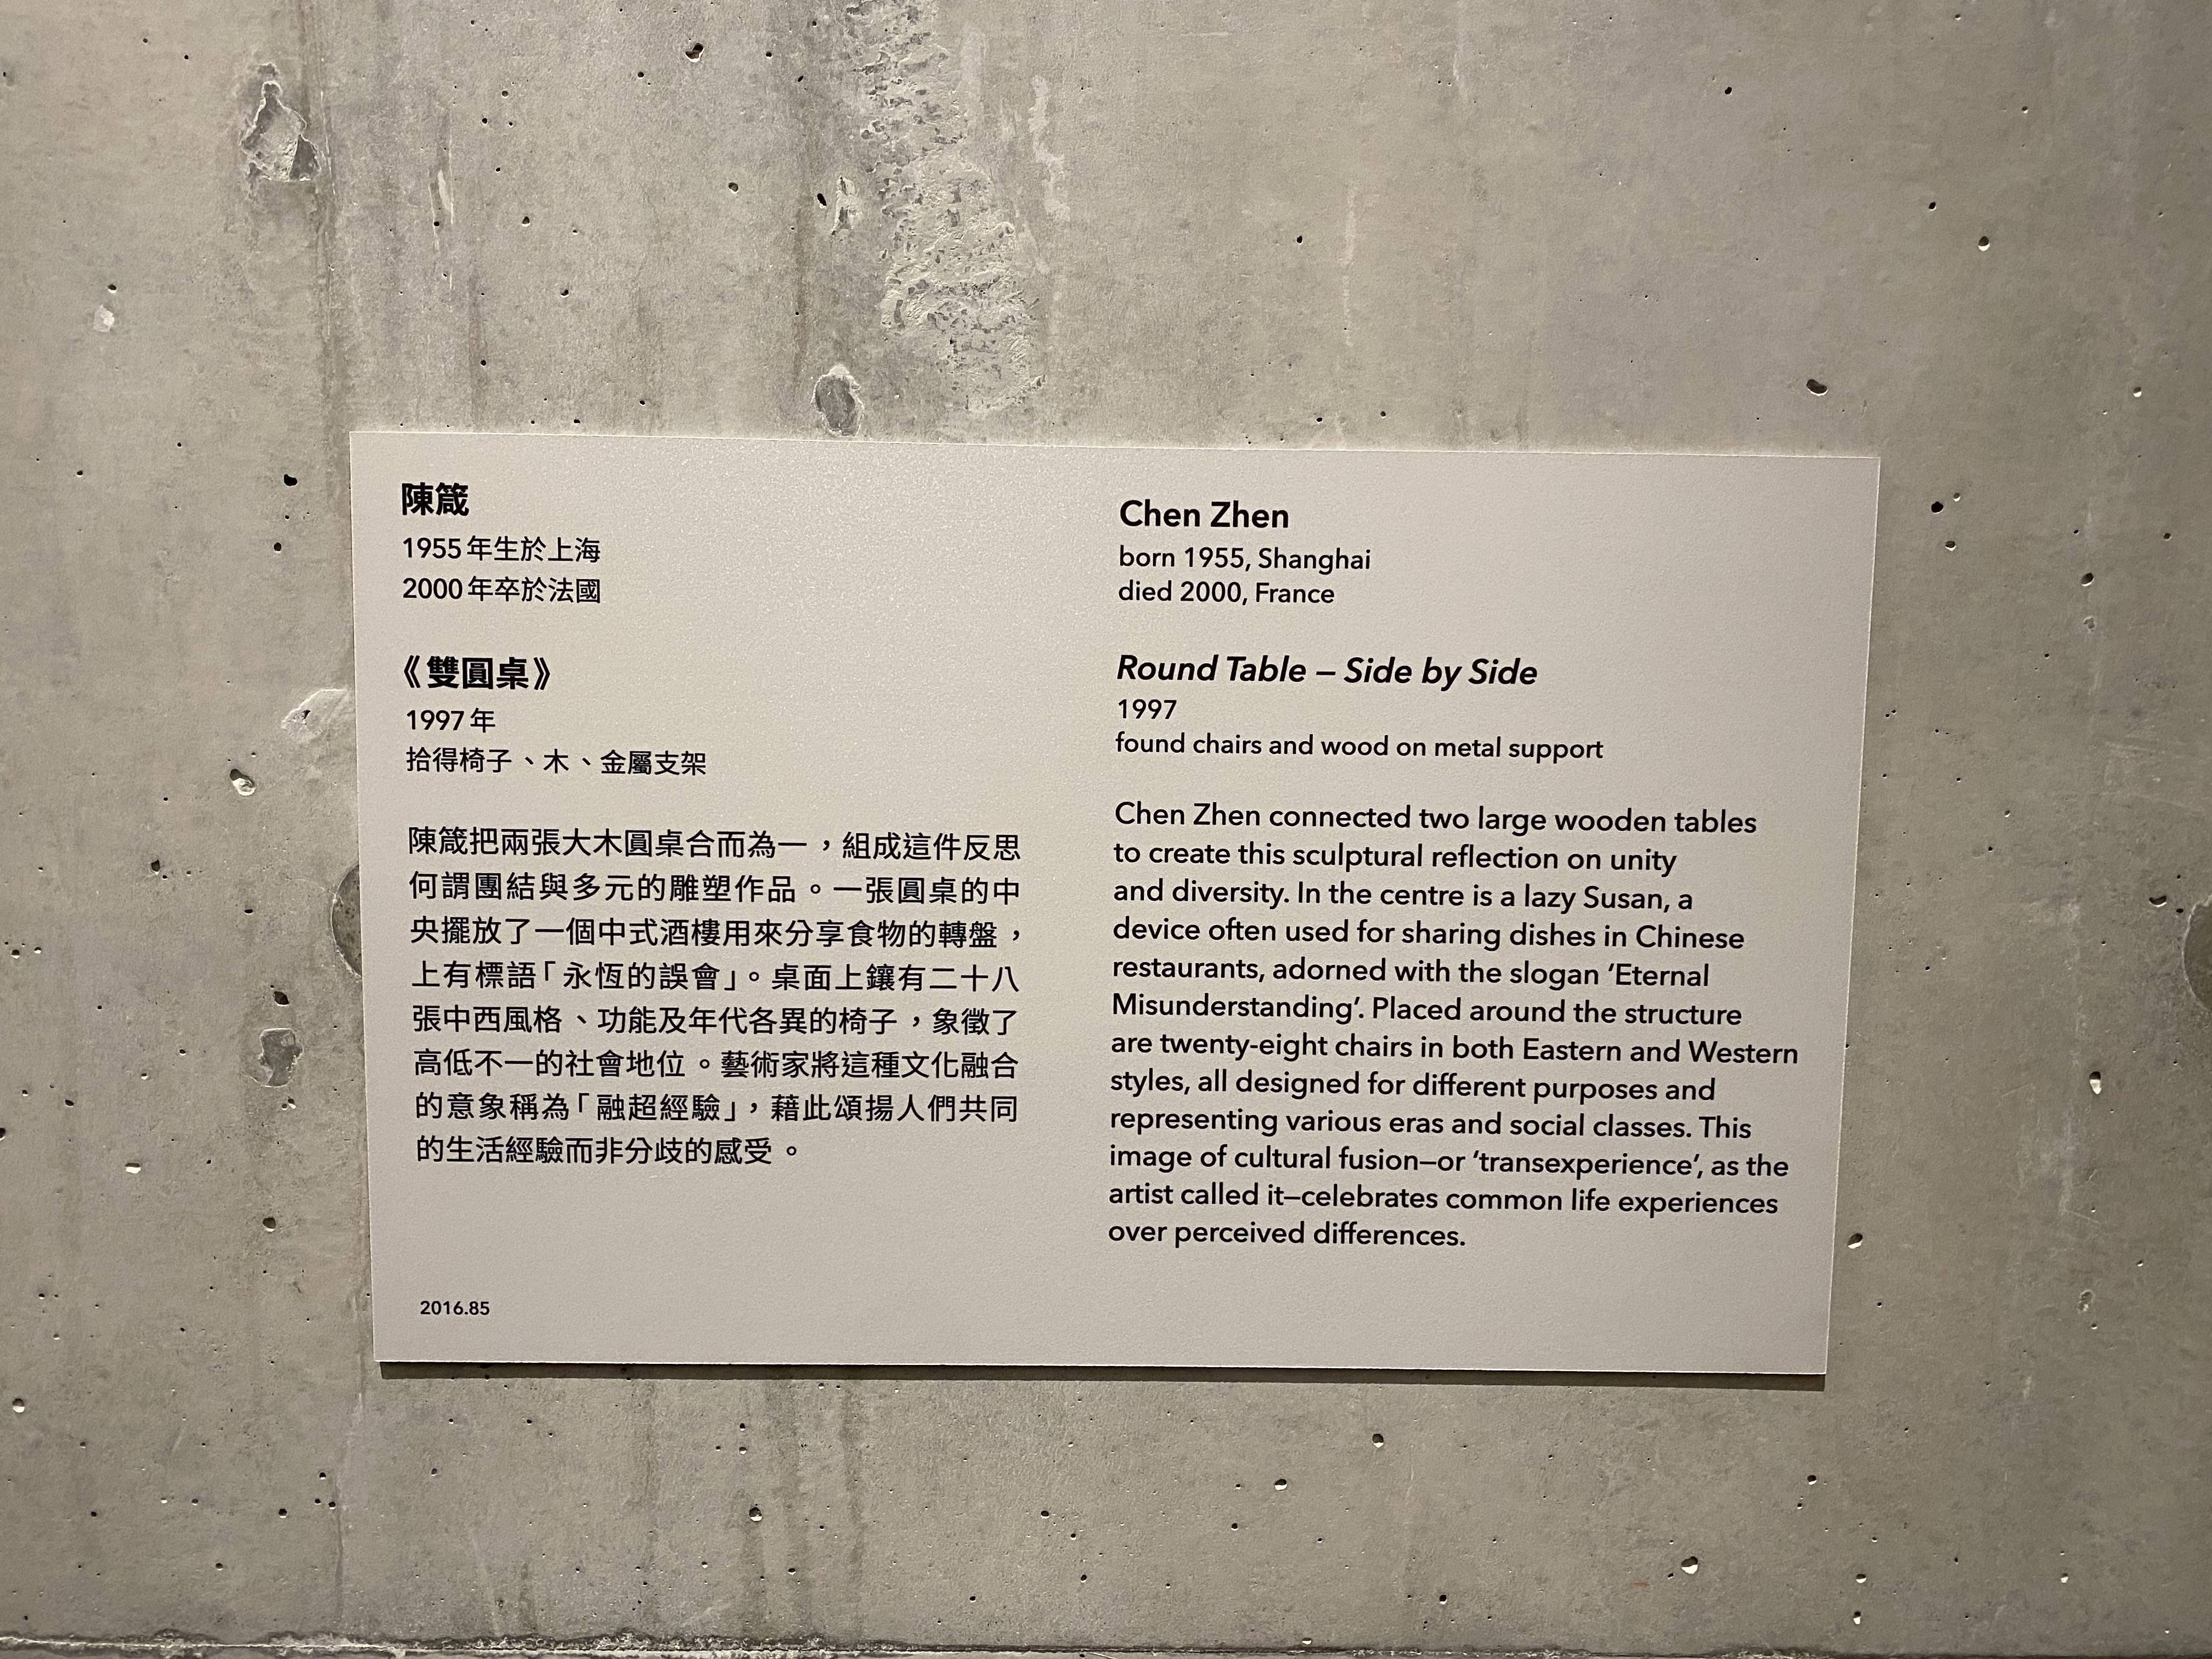 陳箴
1955年生於上海
2000年卒於法國
《雙圓桌》
1997年
拾得椅子、木、金屬支架
陳箴把兩張大木圓桌合而為一，組成這件反思
何謂團結與多元的雕塑作品。一張圓桌的中
央擺放了一個中式酒樓用來分享食物的轉盤，
上有標語「永恆的誤會」。桌面上鑲有二十八
張中西風格、功能及年代各異的椅子，象徵了
高低不一的社會地位。藝術家將這種文化融合
的意象稱為「融超經驗」，藉此頌揚人們共同
的生活經驗而非分歧的感受。
2016.85
Chen Zhen
born 1955, Shanghai
died 2000, France
Round Table – Side by Side
1997
found chairs and wood on metal support
Chen Zhen connected two large wooden tables
to create this sculptural reflection on unity
and diversity. In the centre is a lazy Susan, a
device often used for sharing dishes in Chinese
restaurants, adorned with the slogan ‘Eternal
Misunderstanding’. Placed around the structure
are twenty-eight chairs in both Eastern and Western
styles, all designed for different purposes and
representing various eras and social classes. This
image of cultural fusion—or ‘transexperience’, as the
artist called it—celebrates common life experiences
over perceived differences.